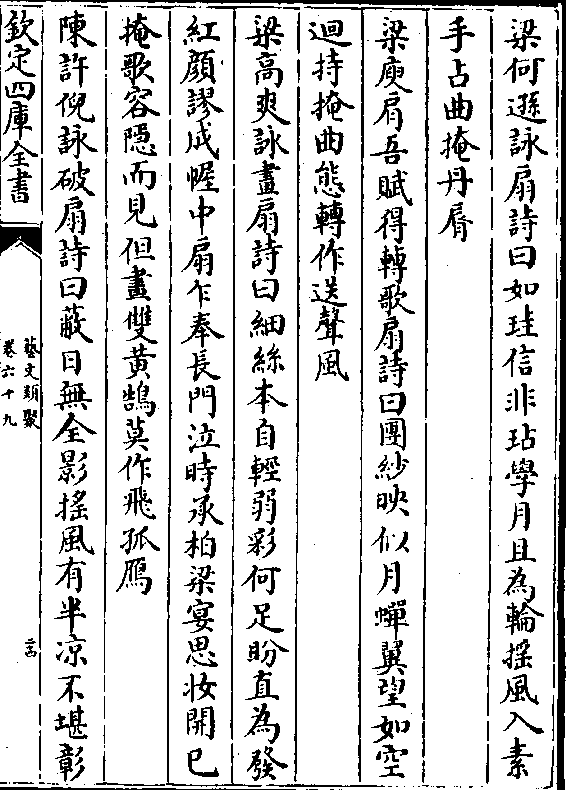 梁何遜詠扇詩曰如珪信非玷學月且為輪搖風入素
手占曲掩丹脣
梁庾肩吾賦得轉歌扇詩曰團紗映似月蟬翼望如空
迴持掩曲態轉作送聲風
梁高爽詠畫扇詩曰細絲本自輕弱彩何足盼直為發
紅顔謬成幄中扇乍奉長門泣時承柏梁宴思妝開已
掩歌容隱而見但畫雙黃鵠莫作飛孤鴈
陳許倪詠破扇詩曰蔽日無全影搖風有半凉不堪彰
欽定四庫全書
藝文類聚
卷六十九